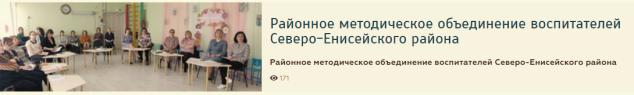 Районное методическое объединение воспитателей
Северо-Енисейского района
Районное методическое объединение воспитателей Северо-Енисейского района
171